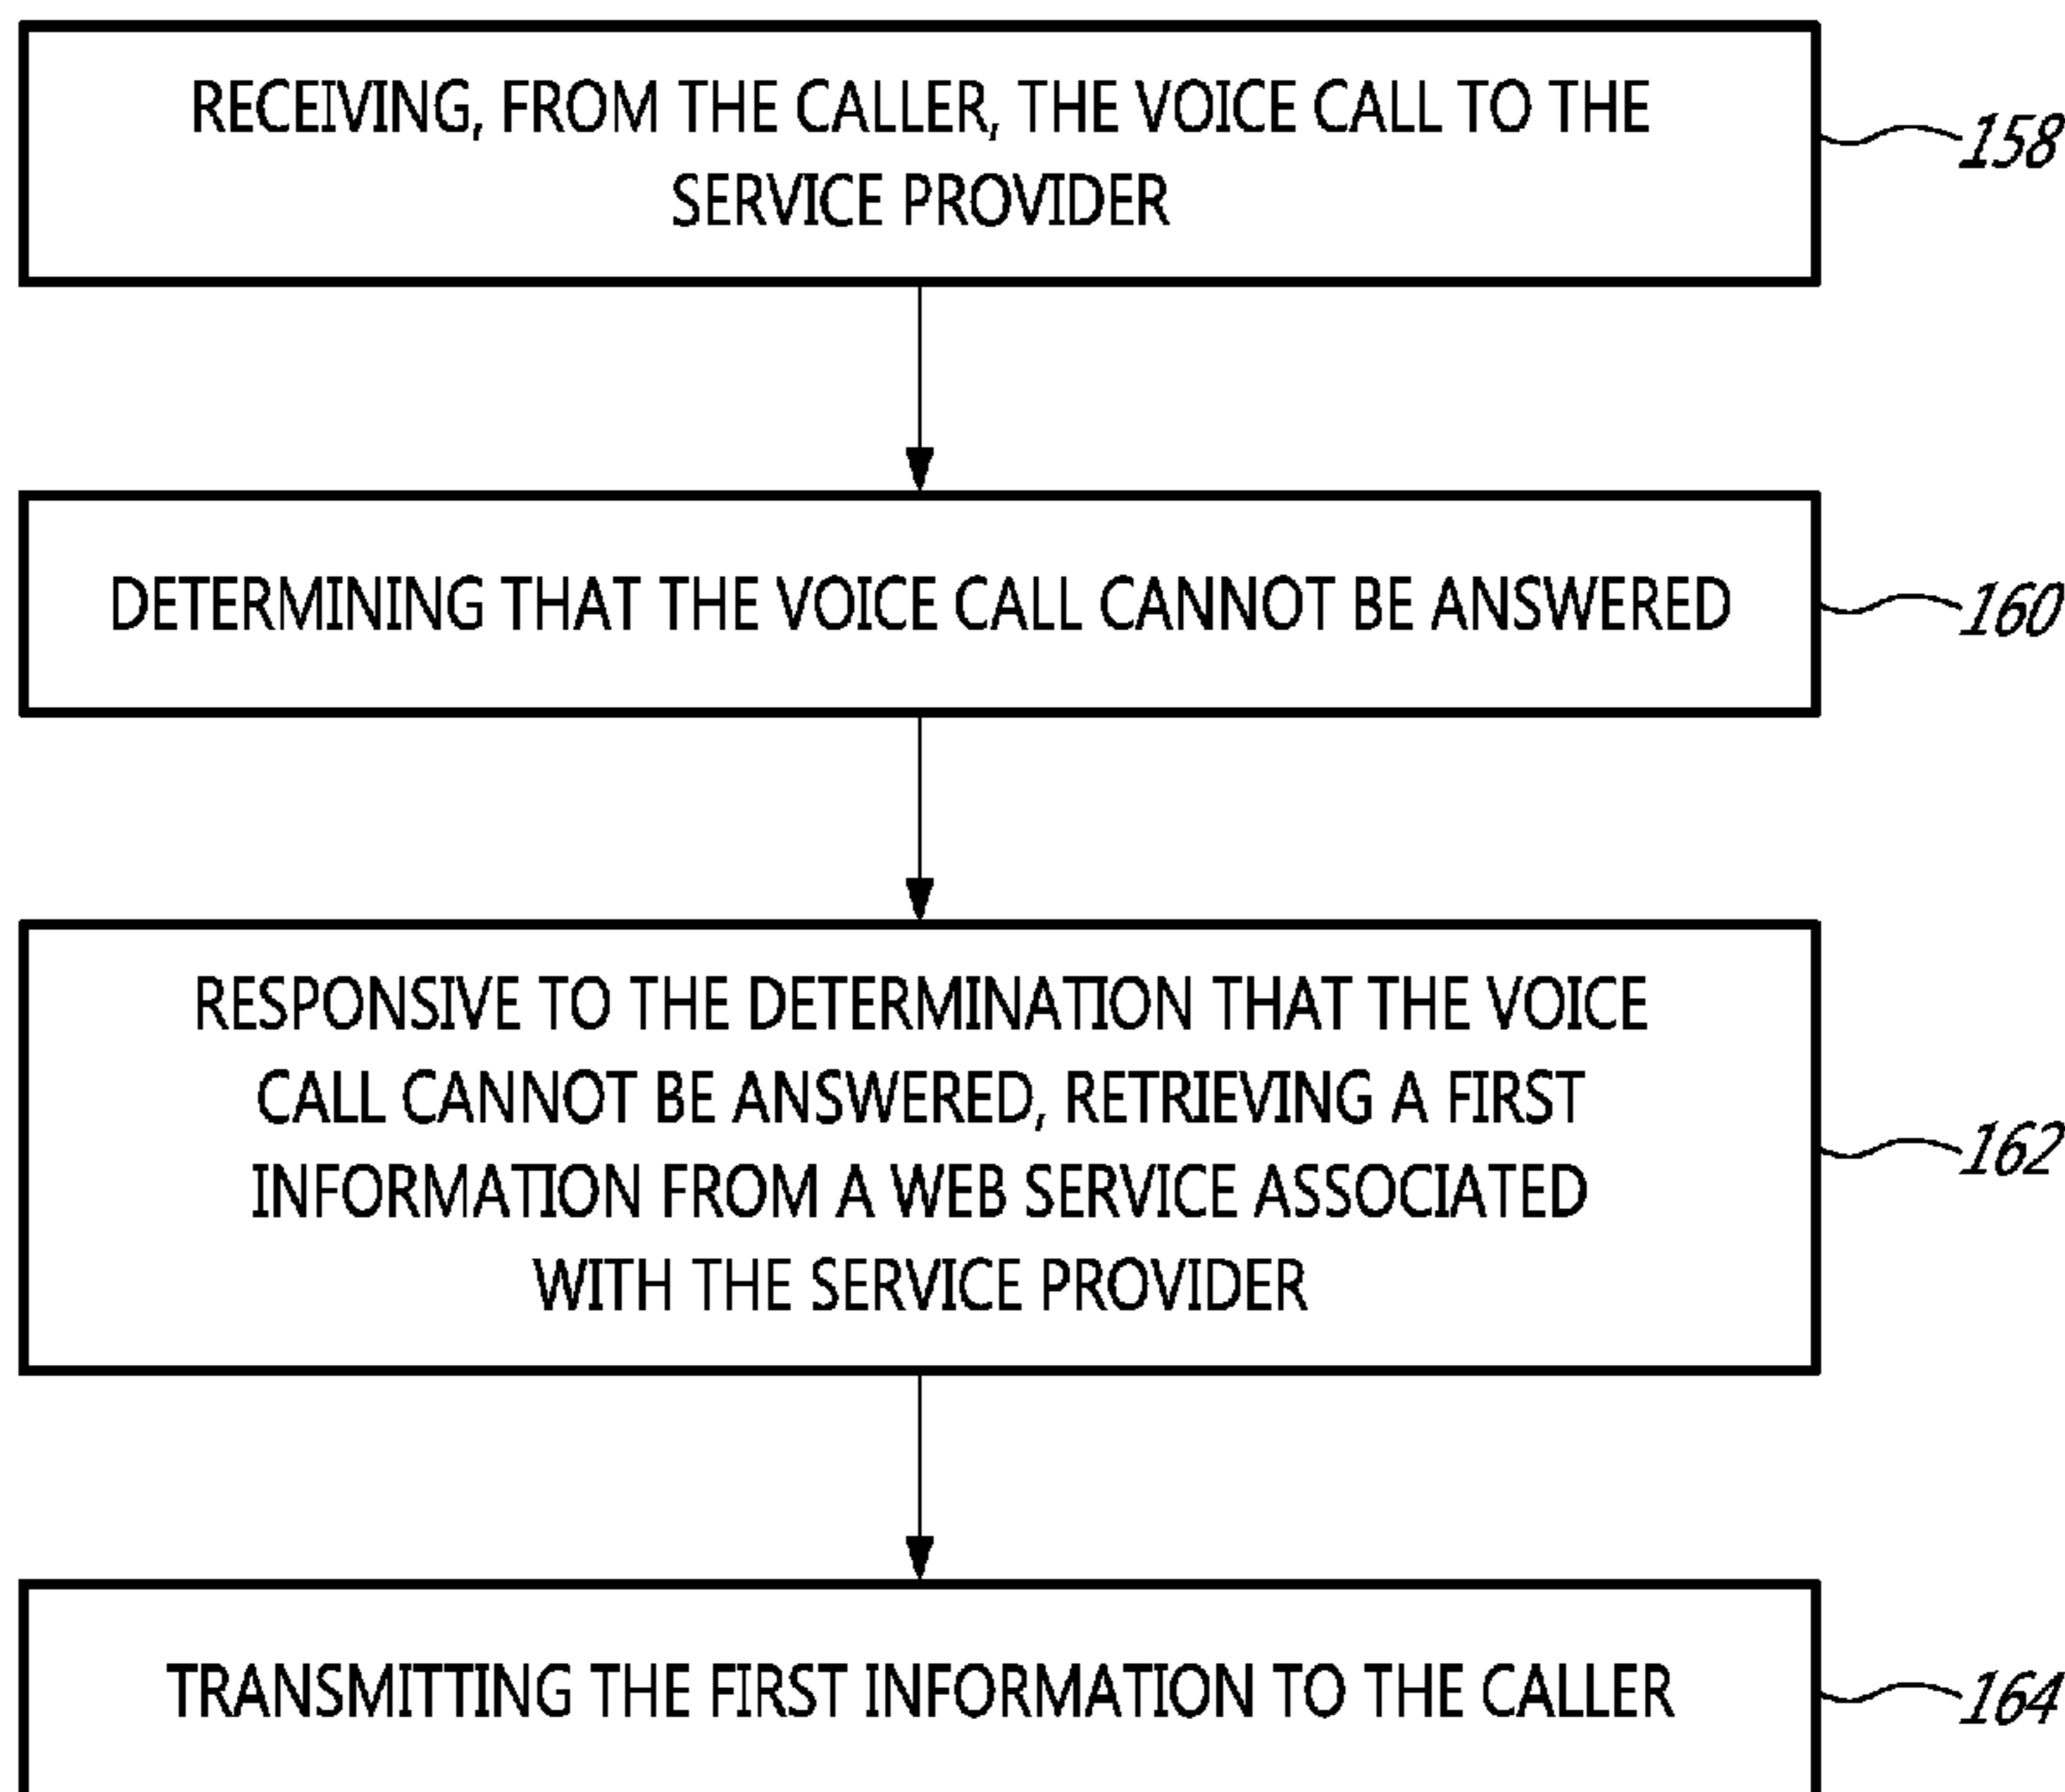 RECEIVING, FROM THE CALLER, THE VOICE CALL TO THE
SERVICE PROVIDER
158
DETERMINING THAT THE VOICE CALL CANNOT BE ANSWERED
160
RESPONSIVE TO THE DETERMINATION THAT THE VOICE
CALL CANNOT BE ANSWERED, RETRIEVING A FIRST
INFORMATION FROM A WEB SERVICE ASSOCIATED
WITH THE SERVICE PROVIDER
162
TRANSMITTING THE FIRST INFORMATION TO THE CALLER
164